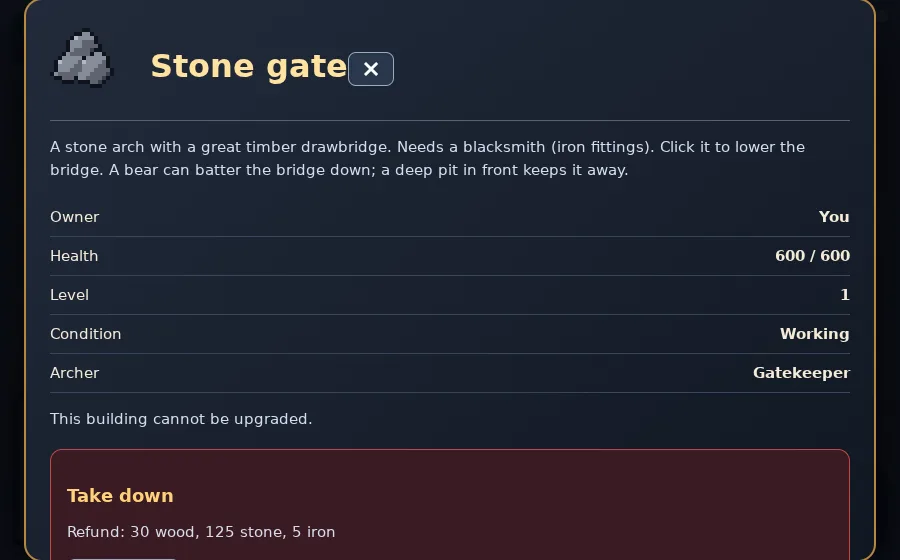 Stone gate ×
A stone arch with a great timber drawbridge. Needs a blacksmith (iron fittings). Click it to lower the
bridge. A bear can batter the bridge down; a deep pit in front keeps it away.
Owner You
Health 600 / 600
Level 1
Condition Working
Archer Gatekeeper
This building cannot be upgraded.
Take down
Refund: 30 wood, 125 stone, 5 iron